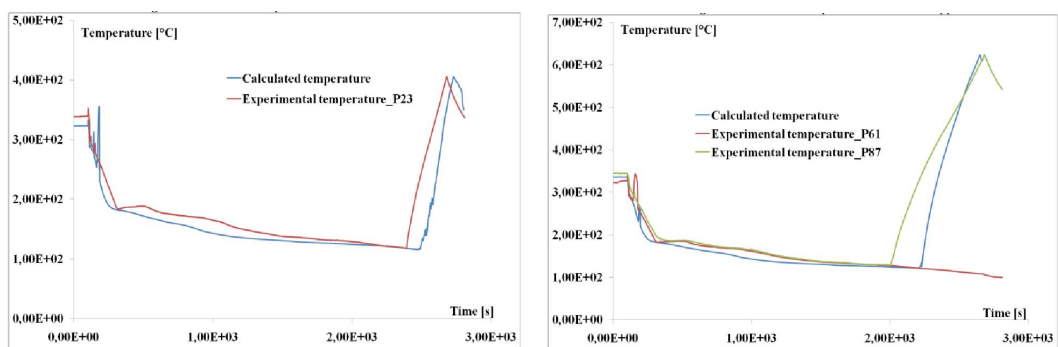 5,00E+02
Temperature [°C]
4,00E+02
Calculated temperature
Experimental temperature_P23
3,00E+02
2,00E+02
1,00E+02
Time [s]
0,00E+00
0,00E+00 1,00E+03 2,00E+03 3,00E+03
7,00E+02
Temperature [°C]
6,00E+02
5,00E+02
Calculated temperature
Experimental temperature_P61
4,00E+02
Experimental temperature_P87
3,00E+02
2,00E+02
1,00E+02
Time [s]
0,00E+00
0,00E+00 1,00E+03 2,00E+03 3,00E+03